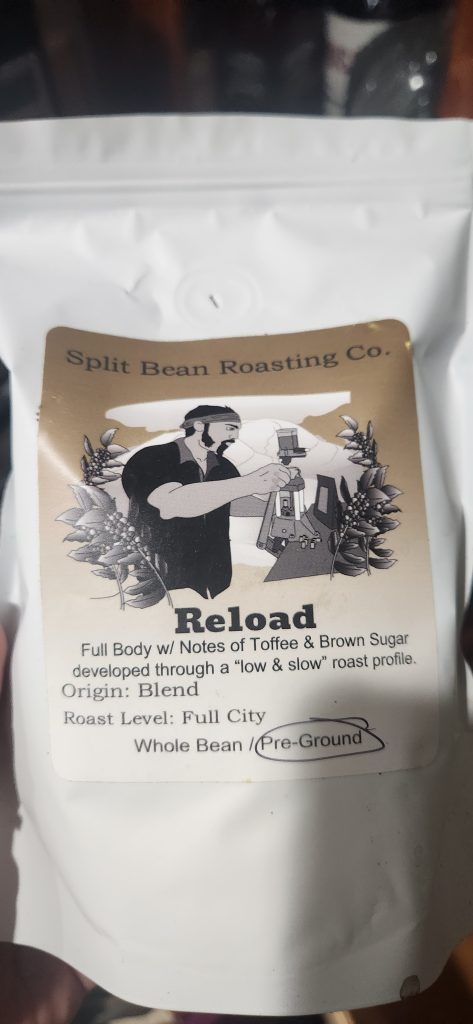 Split Bean Roasting Co.
Reload
Full Body w/ Notes of Toffee & Brown Sugar
developed through a “low & slow” roast profile.
Origin: Blend
Roast Level: Full City
Whole Bean / Pre-Ground